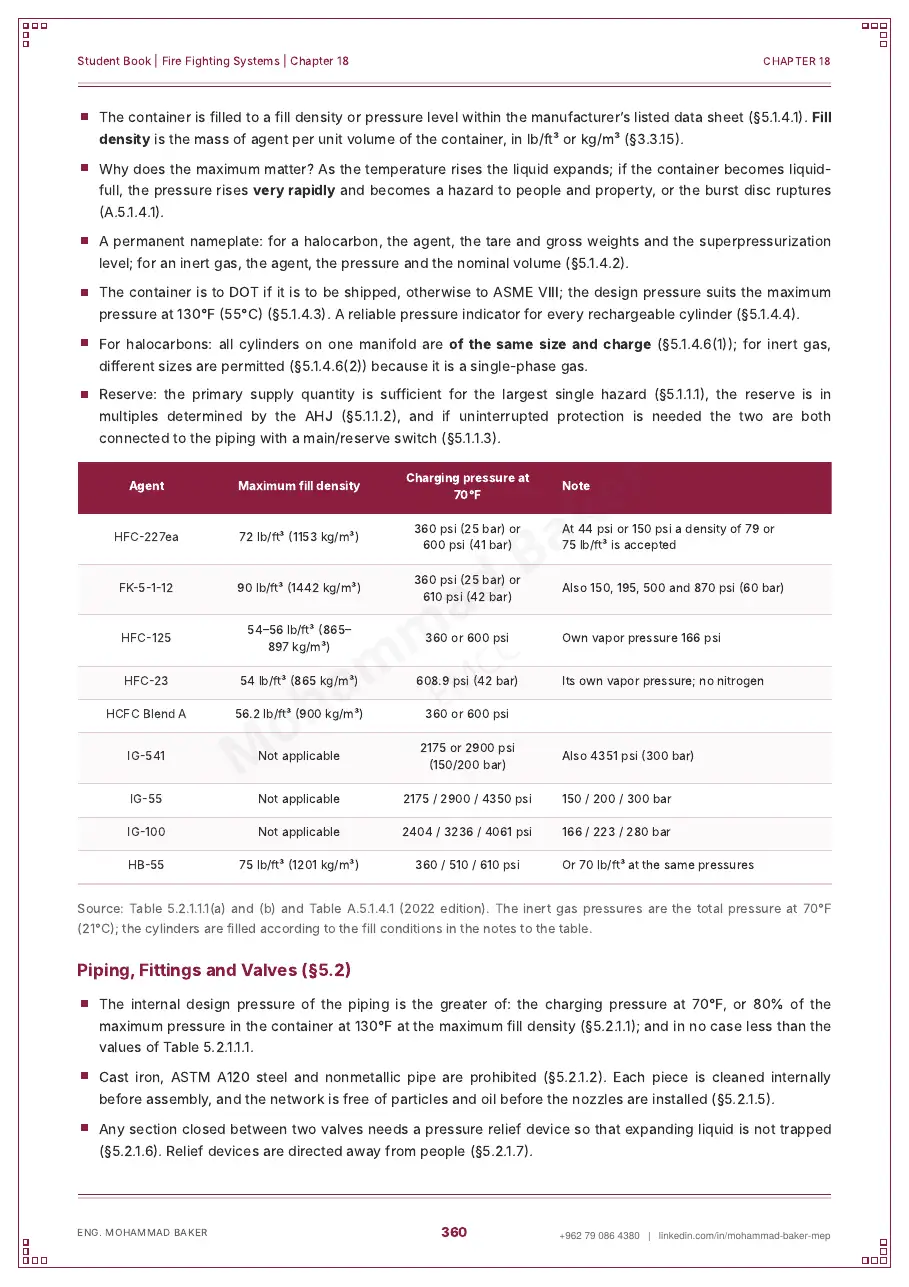 Student Book | Fire Fighting Systems | Chapter 18
CHAPTER 18
The container is filled to a fill density or pressure level within the manufacturer's listed data sheet (§5.1.4.1). Fill
density is the mass of agent per unit volume of the container, in lb/ft³ or kg/m³ (§3.3.15).
Why does the maximum matter? As the temperature rises the liquid expands; if the container becomes liquid-
full, the pressure rises very rapidly and becomes a hazard to people and property, or the burst disc ruptures
(A.5.1.4.1).
A permanent nameplate: for a halocarbon, the agent, the tare and gross weights and the superpressurization
level; for an inert gas, the agent, the pressure and the nominal volume (§5.1.4.2).
The container is to DOT if it is to be shipped, otherwise to ASME VIII; the design pressure suits the maximum
pressure at 130°F (55°C) (§5.1.4.3). A reliable pressure indicator for every rechargeable cylinder (§5.1.4.4).
For halocarbons: all cylinders on one manifold are of the same size and charge (§5.1.4.6(1)); for inert gas,
different sizes are permitted (§5.1.4.6(2)) because it is a single-phase gas.
Reserve: the primary supply quantity is sufficient for the largest single hazard (§5.1.1.1), the reserve is in
multiples determined by the AHJ (§5.1.1.2), and if uninterrupted protection is needed the two are both
connected to the piping with a main/reserve switch (§5.1.1.3).
Agent
Maximum fill density
Charging pressure at
70°F
Note
HFC-227ea
72 lb/ft³ (1153 kg/m³)
360 psi (25 bar) or
600 psi (41 bar)
At 44 psi or 150 psi a density of 79 or
75 lb/ft³ is accepted
FK-5-1-12
90 lb/ft³ (1442 kg/m³)
360 psi (25 bar) or
610 psi (42 bar)
Also 150, 195, 500 and 870 psi (60 bar)
HFC-125
54–56 lb/ft³ (865–
897 kg/m³)
360 or 600 psi
Own vapor pressure 166 psi
HFC-23
54 lb/ft³ (865 kg/m³)
608.9 psi (42 bar)
Its own vapor pressure; no nitrogen
HCFC Blend A
56.2 lb/ft³ (900 kg/m³)
360 or 600 psi
IG-541
Not applicable
2175 or 2900 psi
(150/200 bar)
Also 4351 psi (300 bar)
IG-55
Not applicable
2175 / 2900 / 4350 psi
150 / 200 / 300 bar
IG-100
Not applicable
2404 / 3236 / 4061 psi
166 / 223 / 280 bar
HB-55
75 lb/ft³ (1201 kg/m³)
360 / 510 / 610 psi
Or 70 lb/ft³ at the same pressures
Mohammad Baker
EMCC
Source: Table 5.2.1.1.1(a) and (b) and Table A.5.1.4.1 (2022 edition). The inert gas pressures are the total pressure at 70°F
(21°C); the cylinders are filled according to the fill conditions in the notes to the table.
Piping, Fittings and Valves (§5.2)
The internal design pressure of the piping is the greater of: the charging pressure at 70°F, or 80% of the
maximum pressure in the container at 130°F at the maximum fill density (§5.2.1.1); and in no case less than the
values of Table 5.2.1.1.1.
Cast iron, ASTM A120 steel and nonmetallic pipe are prohibited (§5.2.1.2). Each piece is cleaned internally
before assembly, and the network is free of particles and oil before the nozzles are installed (§5.2.1.5).
Any section closed between two valves needs a pressure relief device so that expanding liquid is not trapped
(§5.2.1.6). Relief devices are directed away from people (§5.2.1.7).
ENG. MOHAMMAD BAKER
360
+962 79 086 4380 | linkedin.com/in/mohammad-baker-mep